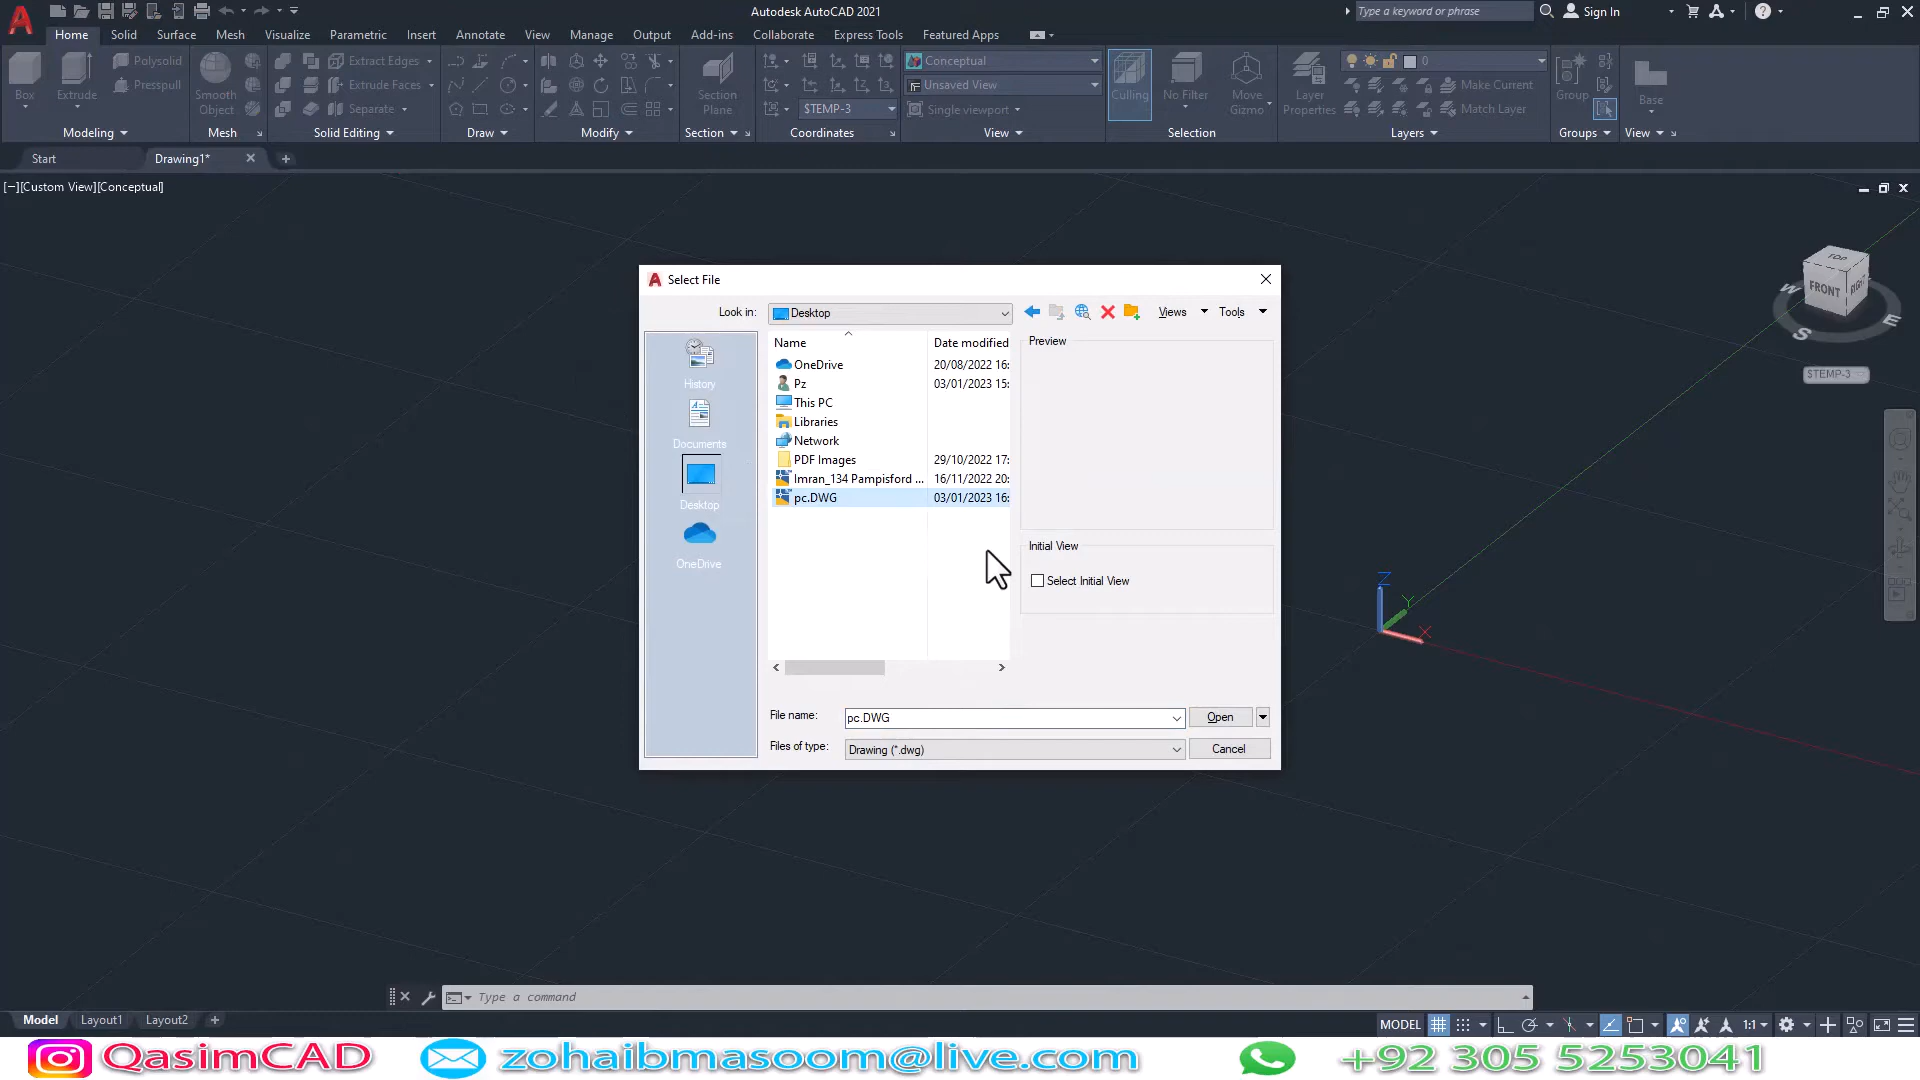 Autodesk AutoCAD 2021
Type a keyword or phrase
Sign In
Home Solid Surface Mesh Visualize Parametric Insert Annotate View Manage Output Add-ins Collaborate Express Tools Featured Apps
Polysolid Extract Edges Conceptual 0
Presspull Extrude Faces Unsaved View Make Current
Box Extrude Smooth Object Separate Section Plane $TEMP-3 Single viewport Culling No Filter Move Gizmo Layer Properties Match Layer Group Base
Modeling Mesh Solid Editing Draw Modify Section Coordinates View Selection Layers Groups View
Start Drawing1*
[−][Custom View][Conceptual]
TOP
FRONT
RIGHT
W
S
E
$TEMP-3
Select File
Look in: Desktop Views Tools
Name Date modified Preview
History
Documents
Desktop
OneDrive
OneDrive 20/08/2022 16:
Pz 03/01/2023 15:
This PC
Libraries
Network
PDF Images 29/10/2022 17:
Imran_134 Pampisford ... 16/11/2022 20:
pc.DWG 03/01/2023 16:
Initial View
Select Initial View
File name: pc.DWG Open
Files of type: Drawing (*.dwg) Cancel
Z
Y
X
Type a command
Model Layout1 Layout2
MODEL 1:1
QasimCAD zohaibmasoom@live.com +92 305 5253041